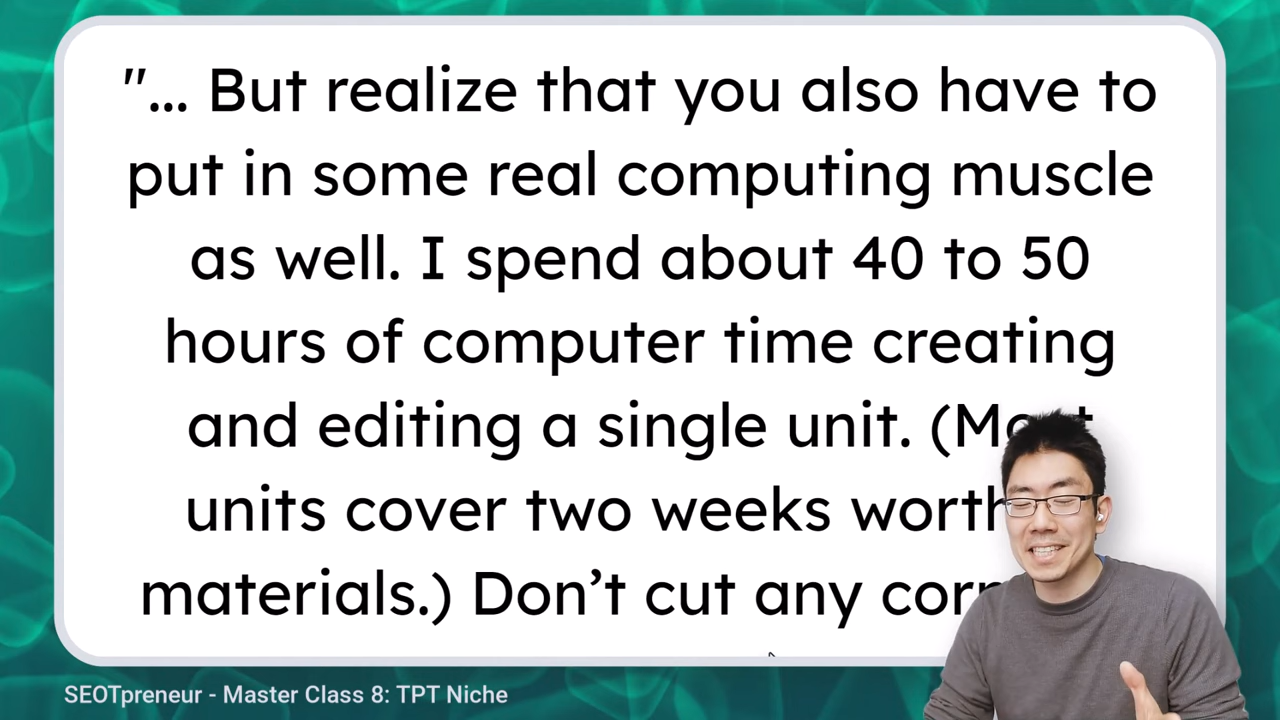 "... But realize that you also have to
put in some real computing muscle
as well. I spend about 40 to 50
hours of computer time creating
and editing a single unit. (Most
units cover two weeks worth
materials.) Don’t cut any
SEOTpreneur - Master Class 8: TPT Niche